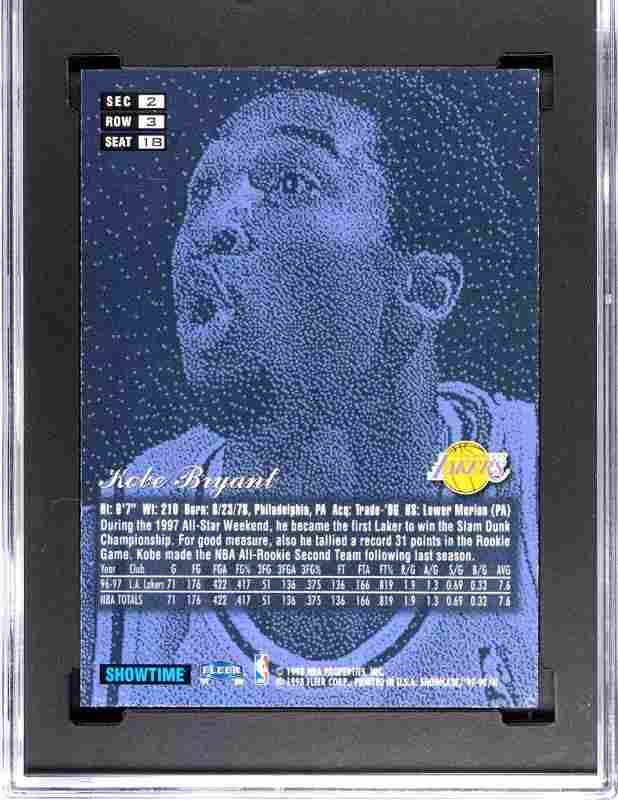 SEC 2
ROW 3
SEAT 18
Kobe Bryant
LAKERS
Ht: 6'7" Wt: 210 Born: 8/23/78, Philadelphia, PA Acq: Trade-'96 HS: Lower Merion (PA)
During the 1997 All-Star Weekend, he became the first Laker to win the Slam Dunk
Championship. For good measure, also he tallied a record 31 points in the Rookie
Game. Kobe made the NBA All-Rookie Second Team following last season.
Year Club G FG FGA FG% 3FG 3FGA 3FG% FT FTA FT% R/G A/G S/G B/G AVG
96-97 L.A. Lakers 71 176 422 .417 51 136 .375 136 166 .819 1.9 1.3 0.69 0.32 7.6
NBA TOTALS 71 176 422 .417 51 136 .375 136 166 .819 1.9 1.3 0.69 0.32 7.6
SHOWTIME
FLEER
© 1998 NBA PROPERTIES, INC.
© 1998 FLEER CORP., PRINTED IN U.S.A. SHOWCASE/'97-98